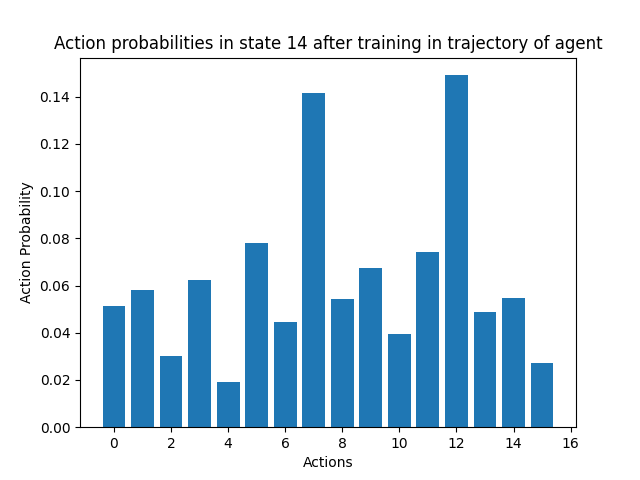 Action probabilities in state 14 after training in trajectory of agent
0.14
0.12
0.10
0.08
0.06
0.04
0.02
0.00
Action Probability
0 2 4 6 8 10 12 14 16
Actions